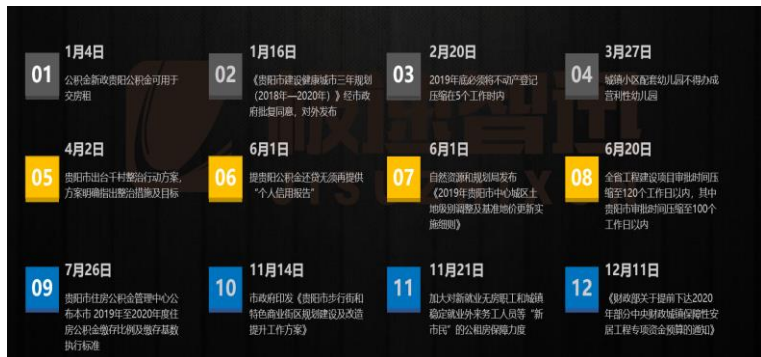 01
1月4日
公积金新政贵阳公积金可用于
交房租
02
1月16日
《贵阳市建设健康城市三年规划
（2018年—2020年）》经市政
府批复同意，对外发布
03
2月20日
2019年底必须将不动产登记
压缩在5个工作时内
04
3月27日
城镇小区配套幼儿园不得办成
营利性幼儿园
05
4月2日
贵阳市出台千村整治行动方案，
方案明确指出整治措施及目标
06
6月1日
提贵阳公积金还贷无须再提供
“个人信用报告”
07
6月1日
自然资源和规划局发布
《2019年贵阳市中心城区土
地级别调整及基准地价更新实
施细则》
08
6月20日
全省工程建设项目审批时间压
缩至120个工作日以内，其中
贵阳市审批时间压缩至100个
工作日以内
09
7月26日
贵阳市住房公积金管理中心公
布本市 2019年至2020年度住
房公积金缴存比例及缴存基数
执行标准
10
11月14日
市政府印发《贵阳市步行街和
特色商业街区规划建设及改造
提升工作方案》
11
11月21日
加大对新就业无房职工和城镇
稳定就业外来务工人员等“新
市民”的公租房保障力度
12
12月11日
《财政部关于提前下达2020
年部分中央财政城镇保障性安
居工程专项资金预算的通知》